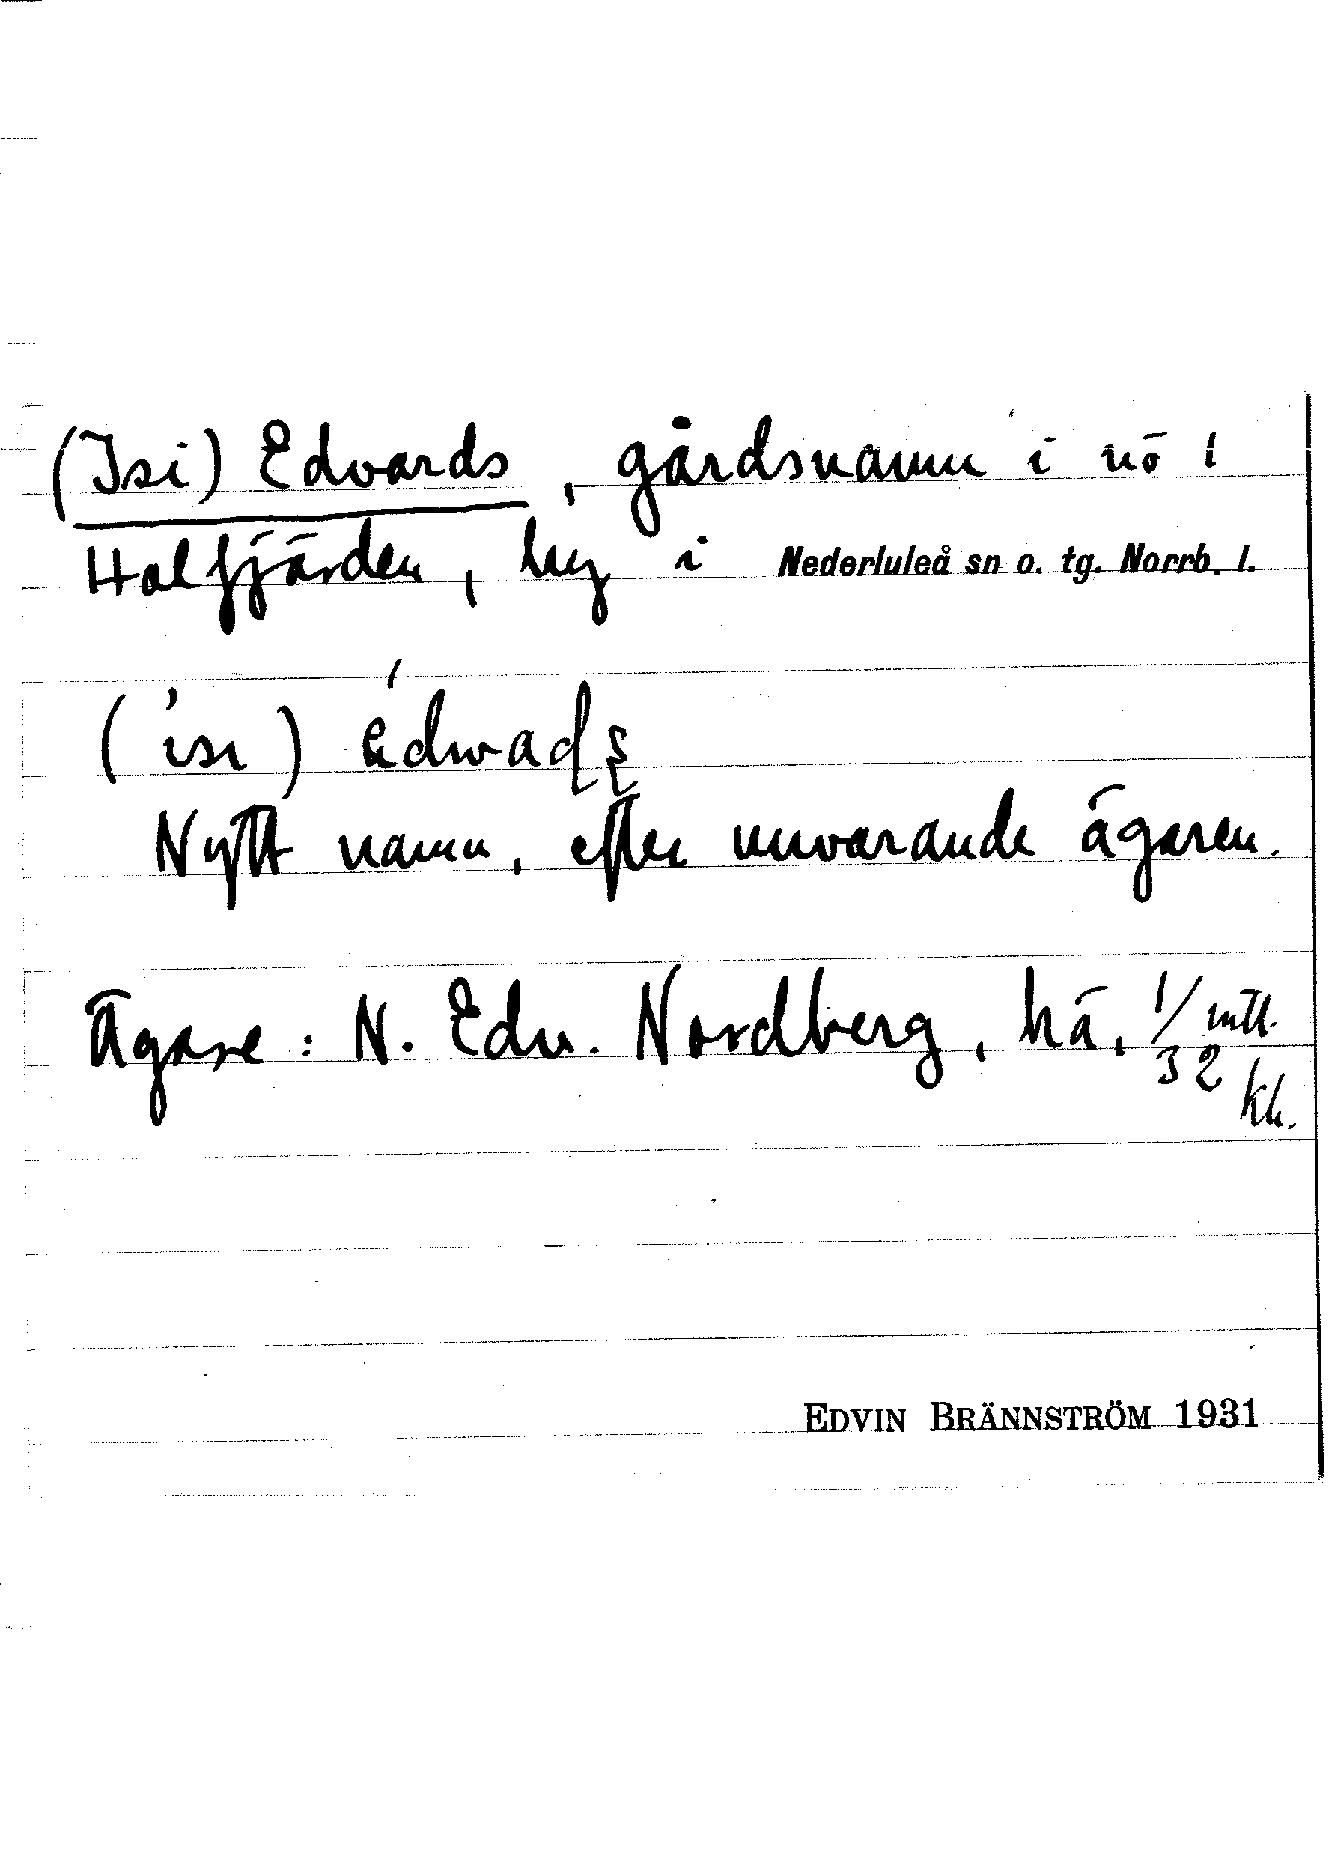 (Isi) Edvards, gårdsnamn i nö i
Halfjärden, by i Nederluleå sn o. tg. Norrb. l.
(isi)
Nytt namn, efter nuvarande ägaren.
Ägare: N. Edv. Nordberg, hä, 1/32 mtl.
kh.
EDVIN BRÄNNSTRÖM 1931